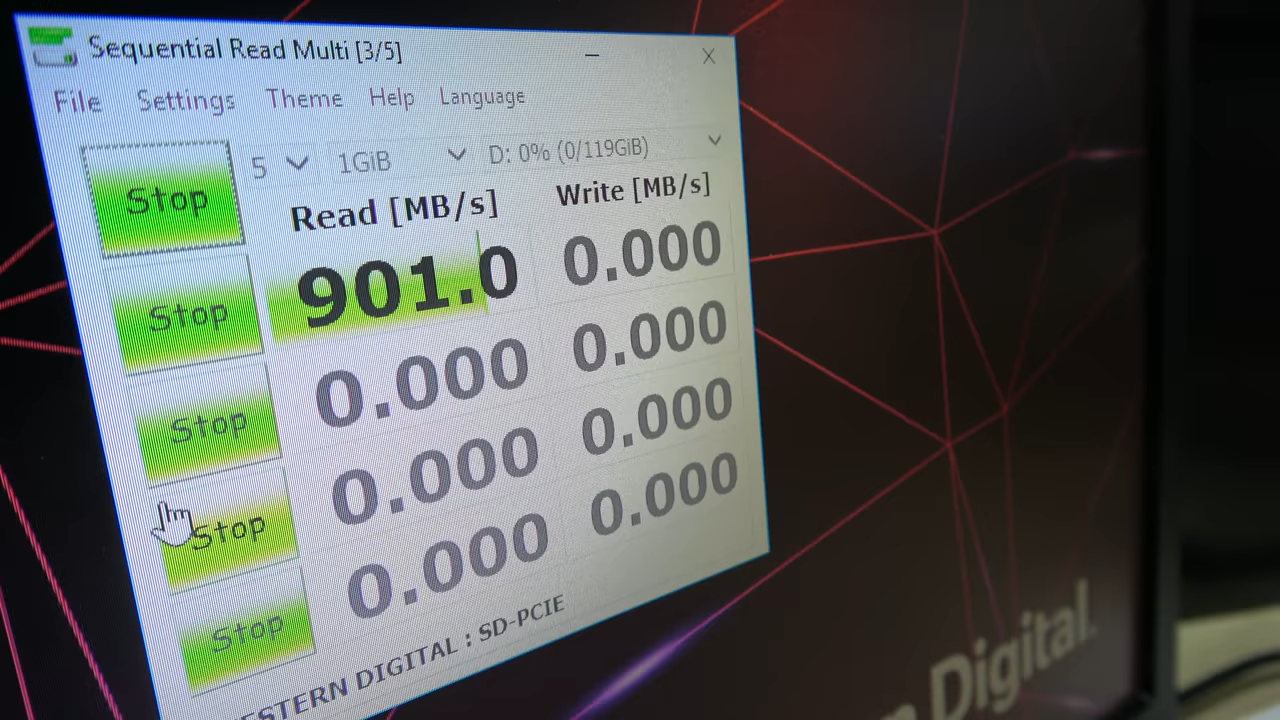 Sequential Read Multi [3/5]
File Settings Theme Help Language
Stop 5 1GiB D: 0% (0/119GiB)
Read [MB/s] Write [MB/s]
Stop 901.0 0.000
Stop 0.000 0.000
Stop 0.000 0.000
Stop 0.000 0.000
ESTERN DIGITAL : SD-PCIE
n Digital.